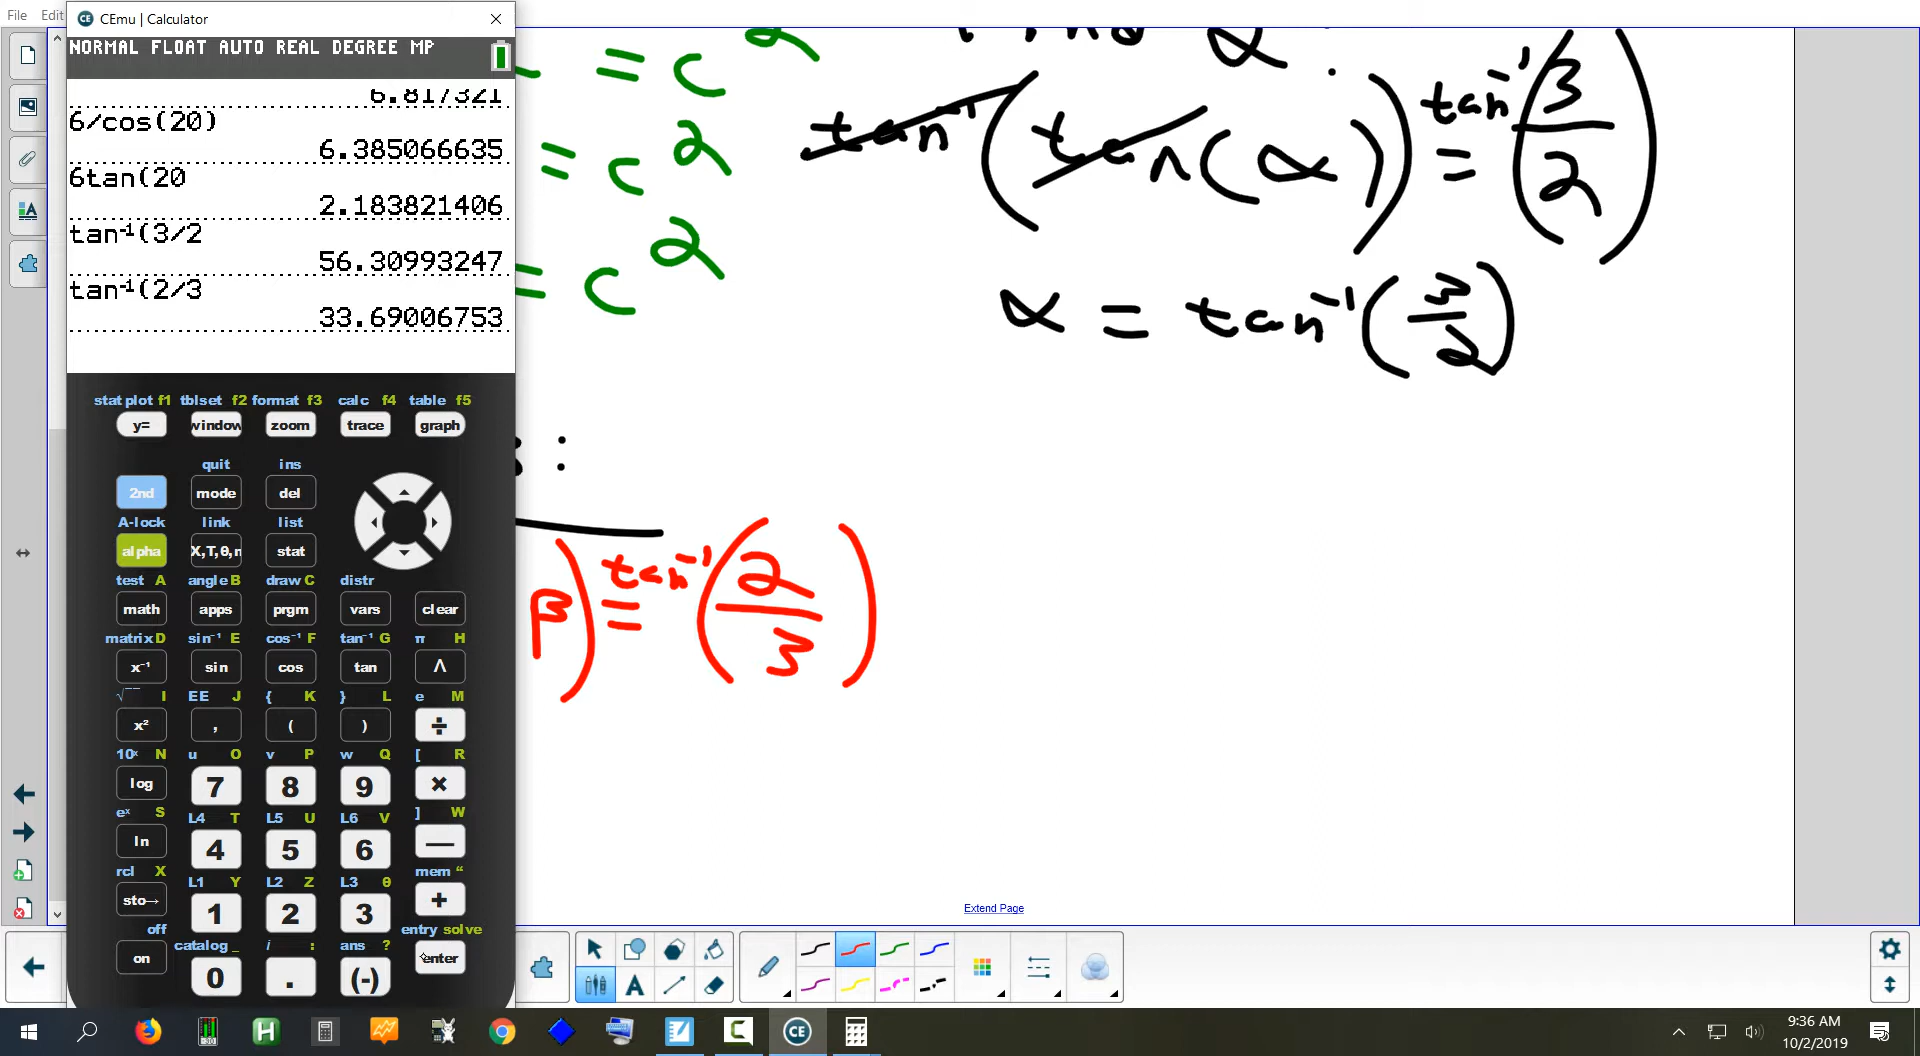 File Edit
CEmu | Calculator
NORMAL FLOAT AUTO REAL DEGREE MP
6.817321
6/cos(20)
6.385066635
6tan(20
2.183821406
tan⁻¹(3/2
56.30993247
tan⁻¹(2/3
33.69006753
stat plot f1 tblset f2 format f3 calc f4 table f5
y= window zoom trace graph
quit ins
2nd mode del
A-lock link list
alpha X,T,θ,n stat
test A angle B draw C distr
math apps prgm vars clear
matrix D sin⁻¹ E cos⁻¹ F tan⁻¹ G π H
x⁻¹ sin cos tan ^
√ I EE J { K } L e M
x² , ( ) ÷
10ˣ N u O v P w Q [ R
log 7 8 9 ×
eˣ S L4 T L5 U L6 V ] W
ln 4 5 6 —
rcl X L1 Y L2 Z L3 θ mem "
sto→ 1 2 3 +
off catalog _ i : ans ? entry solve
on 0 . (-) enter
= c²
= c²
= c²
α.
tan⁻¹(tan(α)) = tan⁻¹(3/2)
α = tan⁻¹(3/2)
:
β) = tan⁻¹(2/3)
Extend Page
A
CE
9:36 AM
10/2/2019